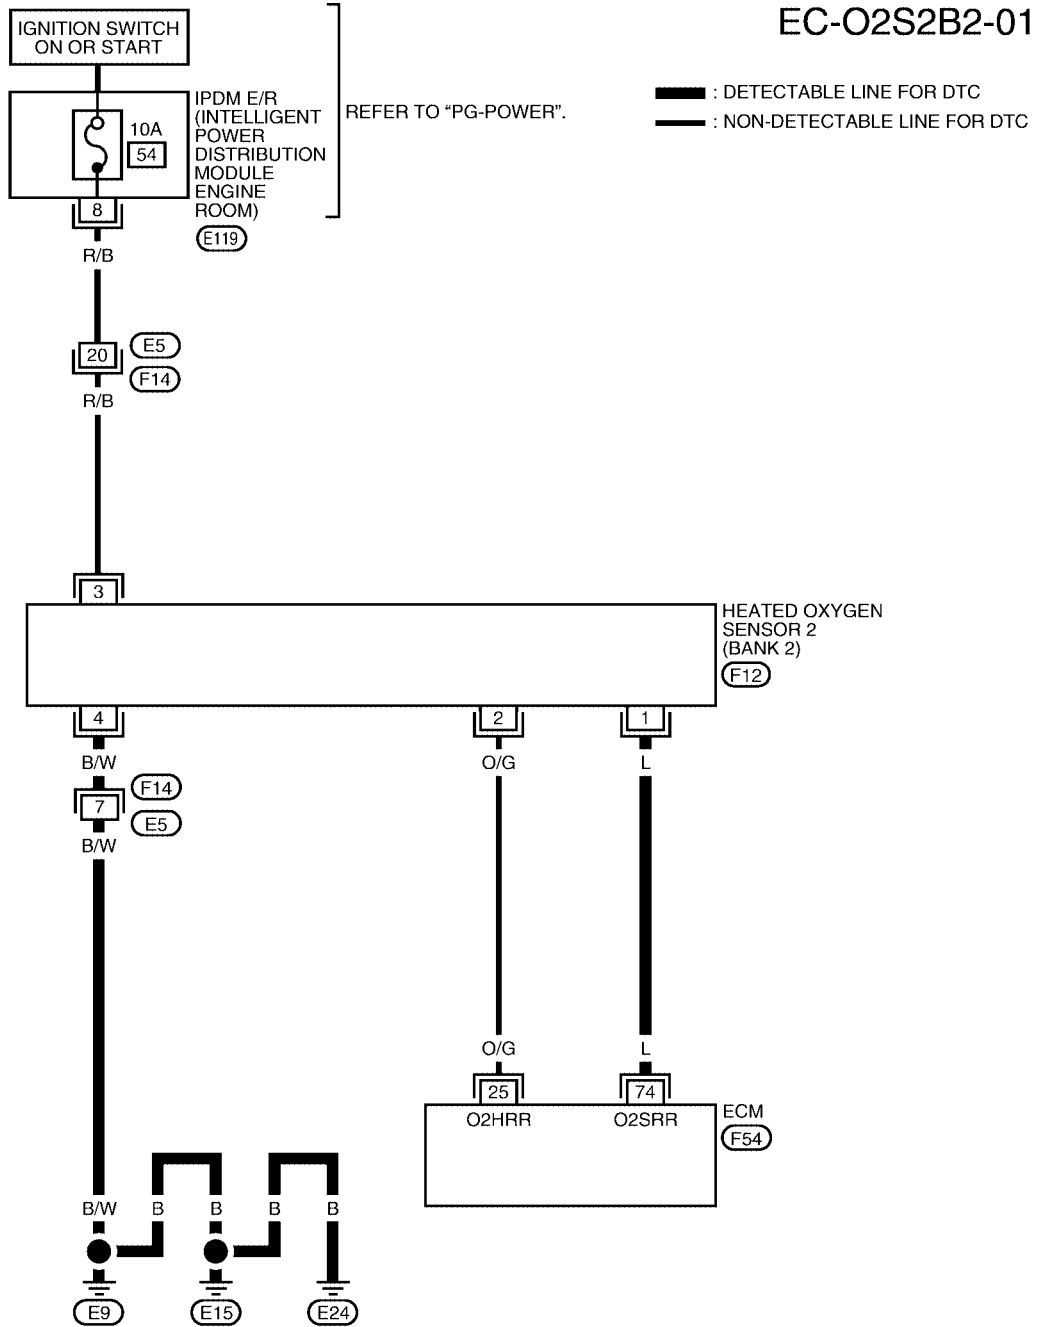 EC-O2S2B2-01
IGNITION SWITCH
ON OR START
IPDM E/R
(INTELLIGENT
POWER
DISTRIBUTION
MODULE
ENGINE
ROOM)
E119
10A
54
8
REFER TO “PG-POWER”.
: DETECTABLE LINE FOR DTC
: NON-DETECTABLE LINE FOR DTC
R/B
20
E5
F14
R/B
3
HEATED OXYGEN
SENSOR 2
(BANK 2)
F12
4
2
1
B/W
O/G
L
F14
7
E5
B/W
O/G
L
25
74
O2HRR
O2SRR
ECM
F54
B/W
B
B
B
B
E9
E15
E24